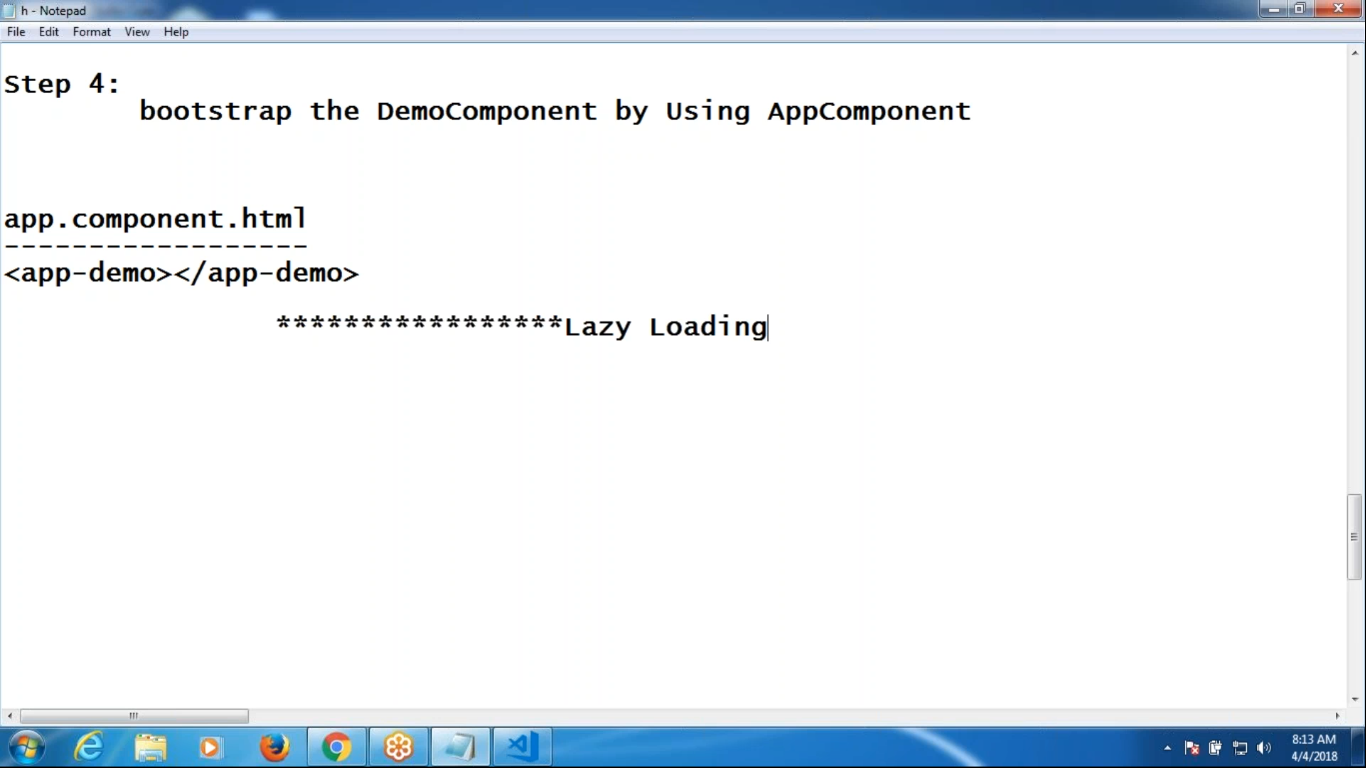 h - Notepad
File Edit Format View Help
Step 4:
bootstrap the DemoComponent by Using AppComponent
app.component.html
------------------
<app-demo></app-demo>
*****************Lazy Loading
8:13 AM
4/4/2018